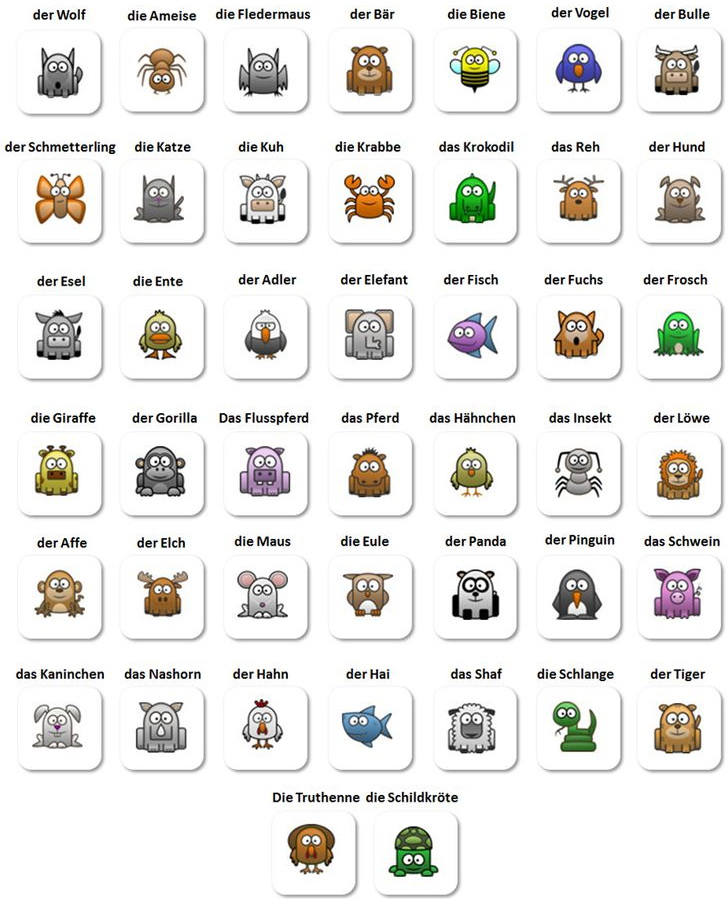 der Wolf die Ameise die Fledermaus der Bär die Biene der Vogel der Bulle
der Schmetterling die Katze die Kuh die Krabbe das Krokodil das Reh der Hund
der Esel die Ente der Adler der Elefant der Fisch der Fuchs der Frosch
die Giraffe der Gorilla Das Flusspferd das Pferd das Hähnchen das Insekt der Löwe
der Affe der Elch die Maus die Eule der Panda der Pinguin das Schwein
das Kaninchen das Nashorn der Hahn der Hai das Shaf die Schlange der Tiger
Die Truthenne die Schildkröte